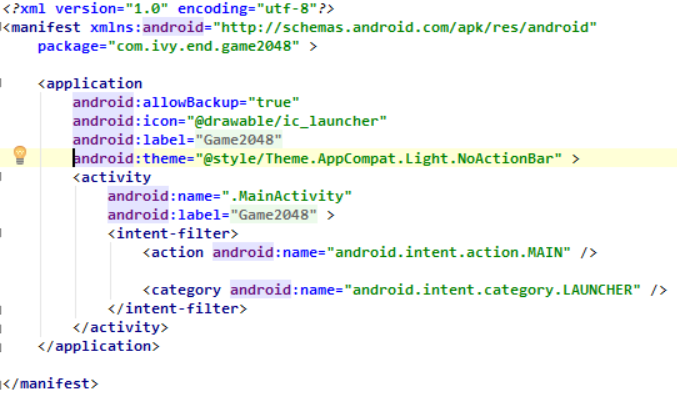 <?xml version="1.0" encoding="utf-8"?>
<manifest xmlns:android="http://schemas.android.com/apk/res/android"
    package="com.ivy.end.game2048" >

    <application
        android:allowBackup="true"
        android:icon="@drawable/ic_launcher"
        android:label="Game2048"
        android:theme="@style/Theme.AppCompat.Light.NoActionBar" >
        <activity
            android:name=".MainActivity"
            android:label="Game2048" >
            <intent-filter>
                <action android:name="android.intent.action.MAIN" />

                <category android:name="android.intent.category.LAUNCHER" />
            </intent-filter>
        </activity>
    </application>

</manifest>